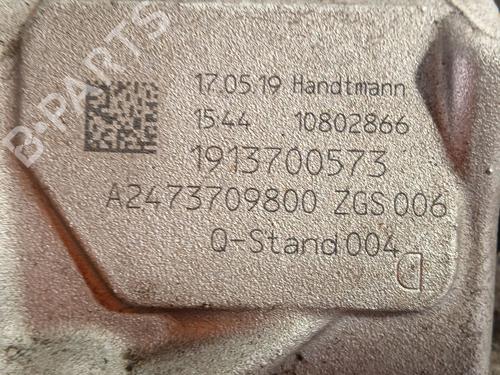 B-PARTS
17.05.19 Handtmann
1544 10802866
1913700573
A2473709800 ZGS 006
Q-Stand 004
D